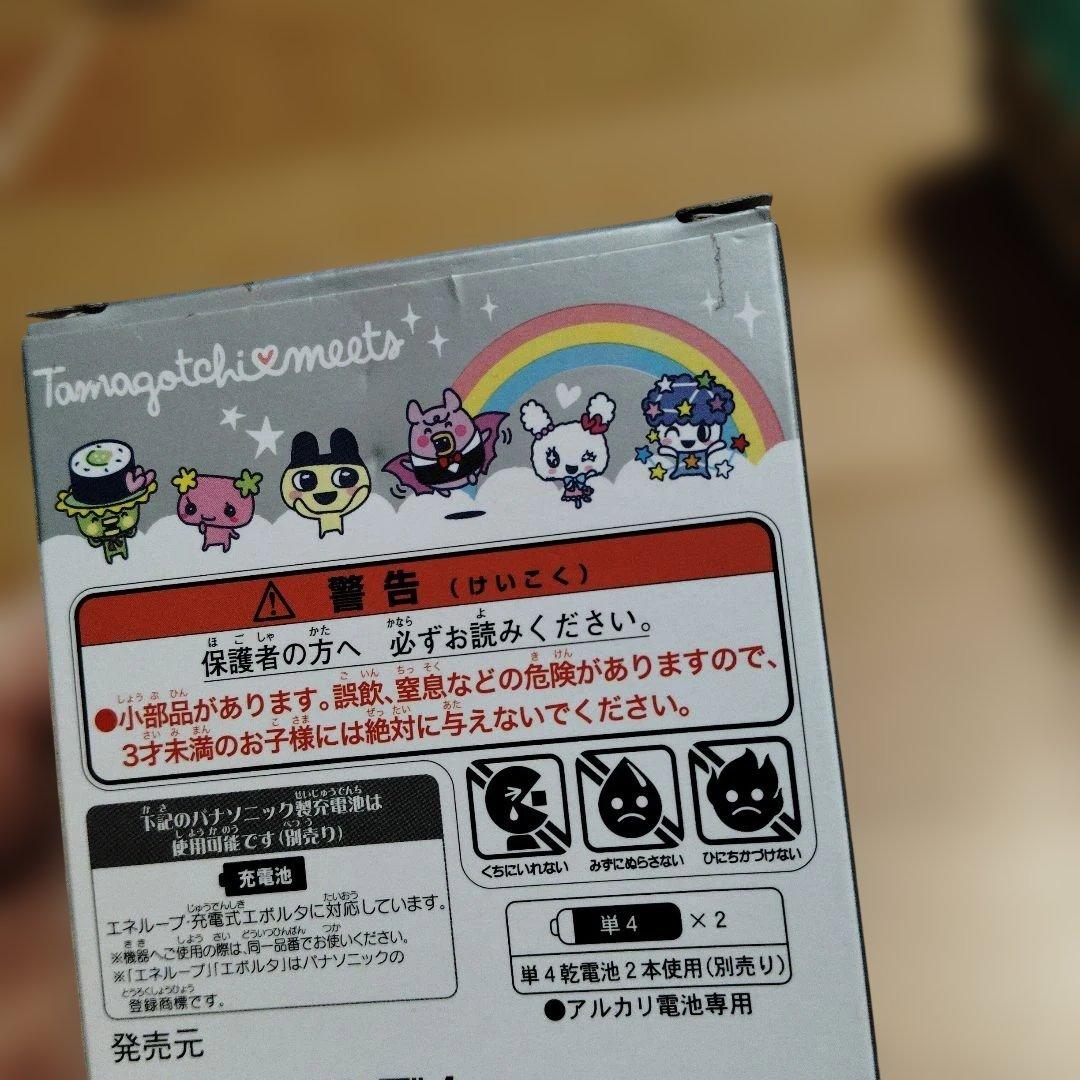 Tamagotchi♡meets
警告（けいこく）
保護者の方へ 必ずお読みください。
●小部品があります。誤飲、窒息などの危険がありますので、
3才未満のお子様には絶対に与えないでください。
下記のパナソニック製充電池は
使用可能です（別売り）
充電池
エネループ・充電式エボルタに対応しています。
※機器へご使用の際は、同一品番でお使いください。
※「エネループ」「エボルタ」はパナソニックの
登録商標です。
くちにいれない
みずにぬらさない
ひにちかづけない
単4 ×2
単4乾電池2本使用（別売り）
●アルカリ電池専用
発売元